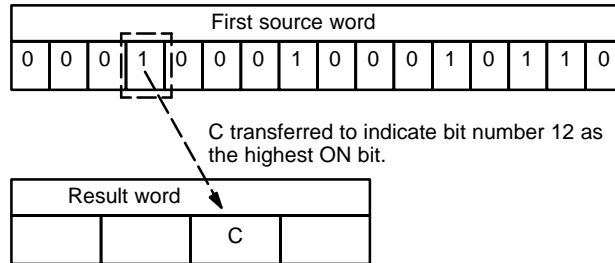 First source word
0 0 0 1 0 0 0 1 0 0 0 1 0 1 1 0
C transferred to indicate bit number 12 as
the highest ON bit.
Result word
C